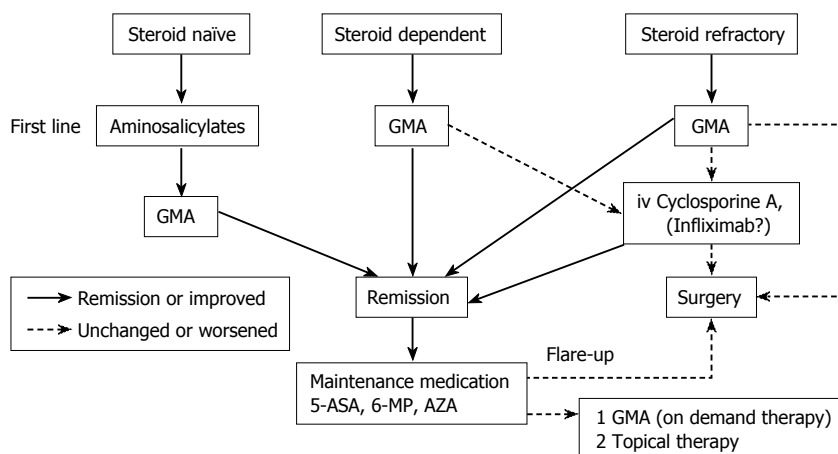 Steroid naïve
Steroid dependent
Steroid refractory
First line
Aminosalicylates
GMA
GMA
GMA
iv Cyclosporine A,
(Infliximab?)
Remission or improved
Unchanged or worsened
Remission
Surgery
Flare-up
Maintenance medication
5-ASA, 6-MP, AZA
1 GMA (on demand therapy)
2 Topical therapy